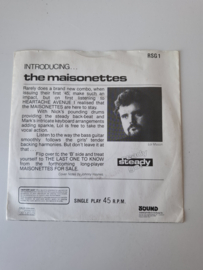 RSG 1
INTRODUCING...
the maisonettes
Rarely does a brand new combo, when
issuing their first 45 make such an
impact, but on first listening to
HEARTACHE AVENUE I realised that
the MAISONETTES are here to stay.
With Nick's sounding drums
providing the steady back-beat and
Mark's intricate keyboard arrangements
adding sparkle, Lol is free to take the
vocal action.
Listen to the way the bass guitar
smoothly follows the girls' tender
backing harmonies. But don't leave it at
that ...
Flip over to the 'B' side and treat
yourself to THE LAST ONE TO KNOW
from the forthcoming long-player
MAISONETTES FOR SALE
steady
SINGLE PLAY 45 R.P.M.
SOUND